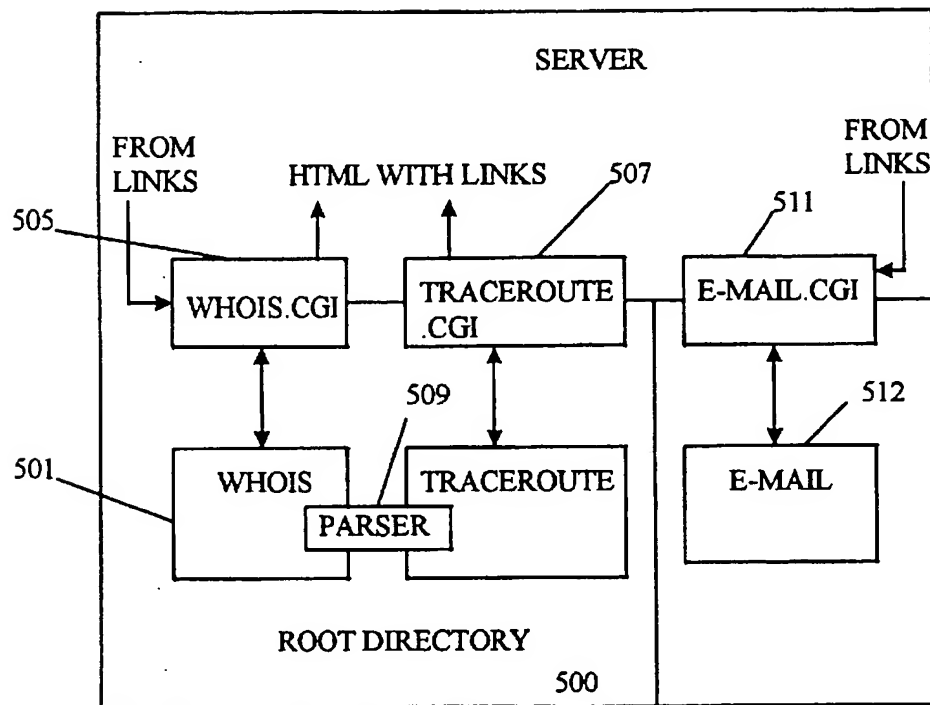 SERVER
FROM
LINKS
HTML WITH LINKS
507
FROM
LINKS
505
511
WHOIS.CGI
TRACEROUTE
.CGI
E-MAIL.CGI
509
512
501
WHOIS
TRACEROUTE
E-MAIL
PARSER
ROOT DIRECTORY
500